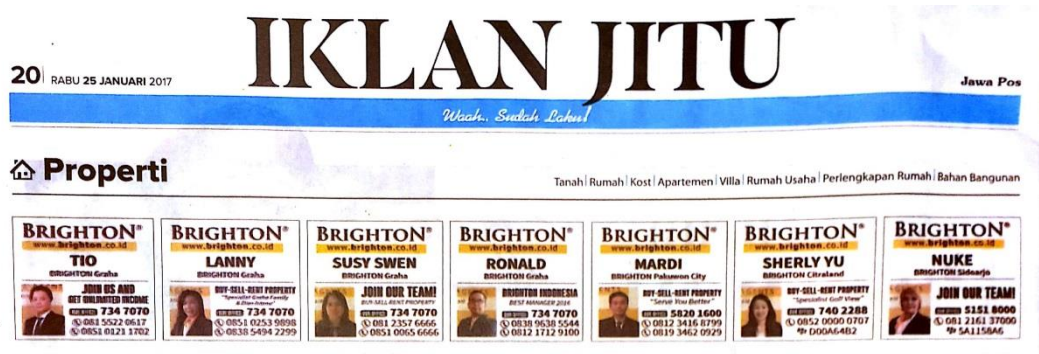 IKLAN JITU
20 RABU 25 JANUARI 2017
Jawa Pos
Waah.. Sudah Laku!
Properti
Tanah | Rumah | Kost | Apartemen | Villa | Rumah Usaha | Perlengkapan Rumah | Bahan Bangunan
BRIGHTON®
www.brighton.co.id
TIO
BRIGHTON Graha
JOIN US AND
GET UNLIMITED INCOME
734 7070
081 5522 0617
0851 0121 1702
BRIGHTON®
www.brighton.co.id
LANNY
BRIGHTON Graha
BUY-SELL-RENT PROPERTY
"Specialist Graha Family
734 7070
0851 0253 9898
0838 5494 2299
BRIGHTON®
www.brighton.co.id
SUSY SWEN
BRIGHTON Graha
JOIN OUR TEAM!
BUY-SELL-RENT PROPERTY
734 7070
081 2357 6666
0851 0065 6666
BRIGHTON®
www.brighton.co.id
RONALD
BRIGHTON Graha
BRIGHTON INDONESIA
BEST MANAGER 2014
734 7070
0838 9638 5544
0812 1712 9100
BRIGHTON®
www.brighton.co.id
MARDI
BRIGHTON Pakuwon City
BUY-SELL-RENT PROPERTY
"Serve You Better"
5820 1600
0812 3416 8799
0819 3462 0929
BRIGHTON®
www.brighton.co.id
SHERLY YU
BRIGHTON Citraland
BUY-SELL-RENT PROPERTY
"Specialist Golf View"
740 2288
0852 0000 0707
D00A64B2
BRIGHTON®
www.brighton.co.id
NUKE
BRIGHTON Sidoarjo
JOIN OUR TEAM!
5151 8000
081 2161 37000
5A1158A6